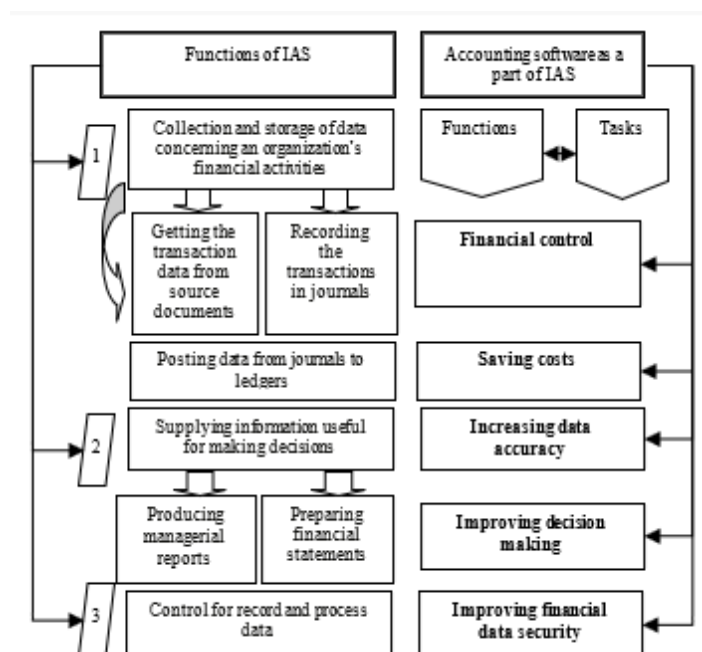 Functions of IAS
Accounting software as a
part of IAS
1
Collection and storage of data
concerning an organization's
financial activities
Functions
Tasks
Getting the
transaction
data from
source
documents
Recording
the
transactions
in journals
Financial control
Posting data from journals to
ledgers
Saving costs
2
Supplying information useful
for making decisions
Increasing data
accuracy
Producing
managerial
reports
Preparing
financial
statements
Improving decision
making
3
Control for record and process
data
Improving financial
data security